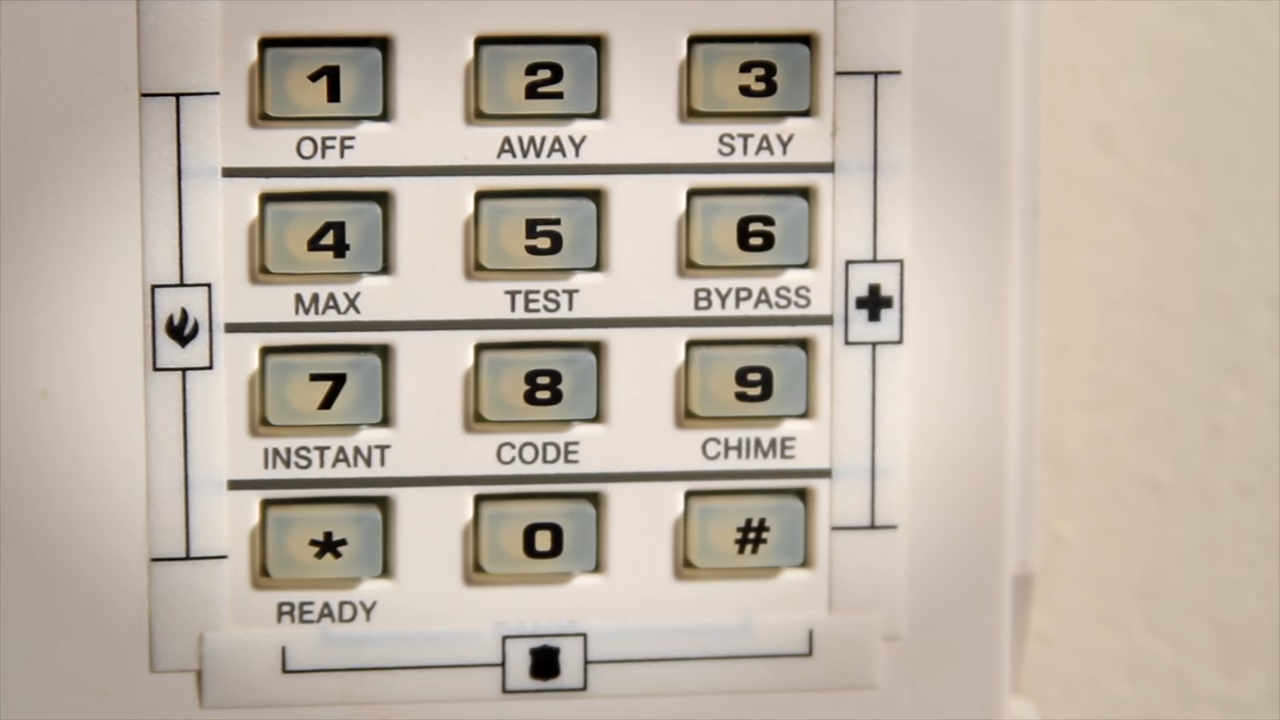 1 2 3
OFF AWAY STAY
4 5 6
MAX TEST BYPASS
7 8 9
INSTANT CODE CHIME
* 0 #
READY